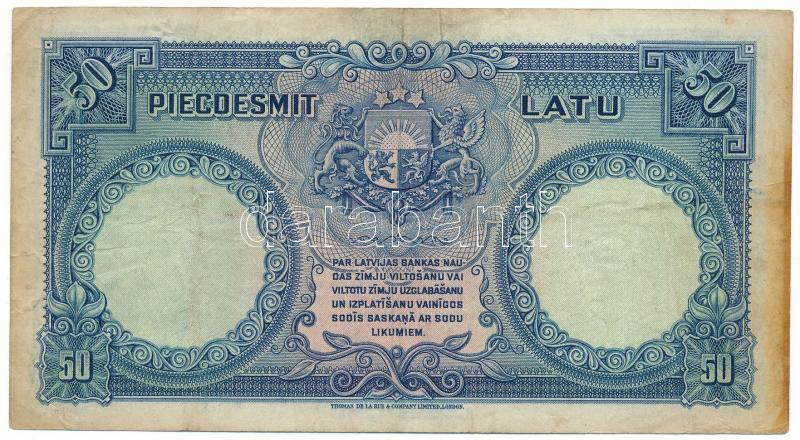 50
50
PIECDESMIT LATU
darabanth
PAR LATVIJAS BANKAS NAU
DAS ZĪMJU VILTOŠANU VAI
VILTOTU ZĪMJU UZGLABĀŠANU
UN IZPLATĪŠANU VAINĪGOS
SODĪS SASKAŅĀ AR SODU
LIKUMIEM.
50
50
THOMAS DE LA RUE & COMPANY LIMITED, LONDON.